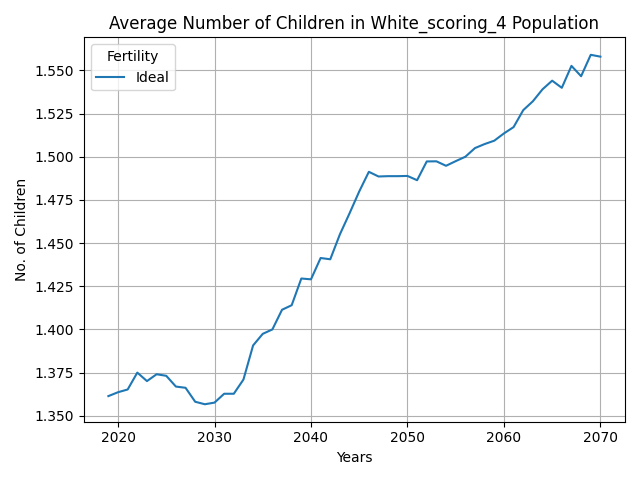 Average Number of Children in White_scoring_4 Population
Fertility
Ideal
1.550
1.525
1.500
1.475
1.450
1.425
1.400
1.375
1.350
No. of Children
2020 2030 2040 2050 2060 2070
Years